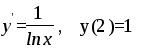 y' = 1/ln x ,    y(2)=1